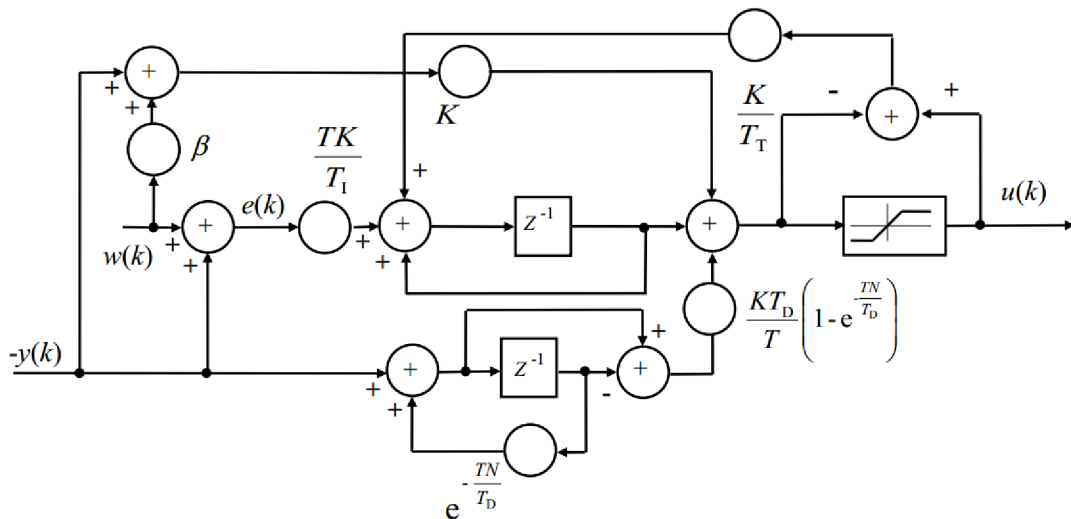 + + + K
β
K/T_T - + +
TK/T_I +
w(k) + + + e(k) + + + Z^{-1} + u(k)
-y(k)
KT_D/T (1 - e^{-TN/T_D})
+ + + Z^{-1} - + +
e^{-TN/T_D}